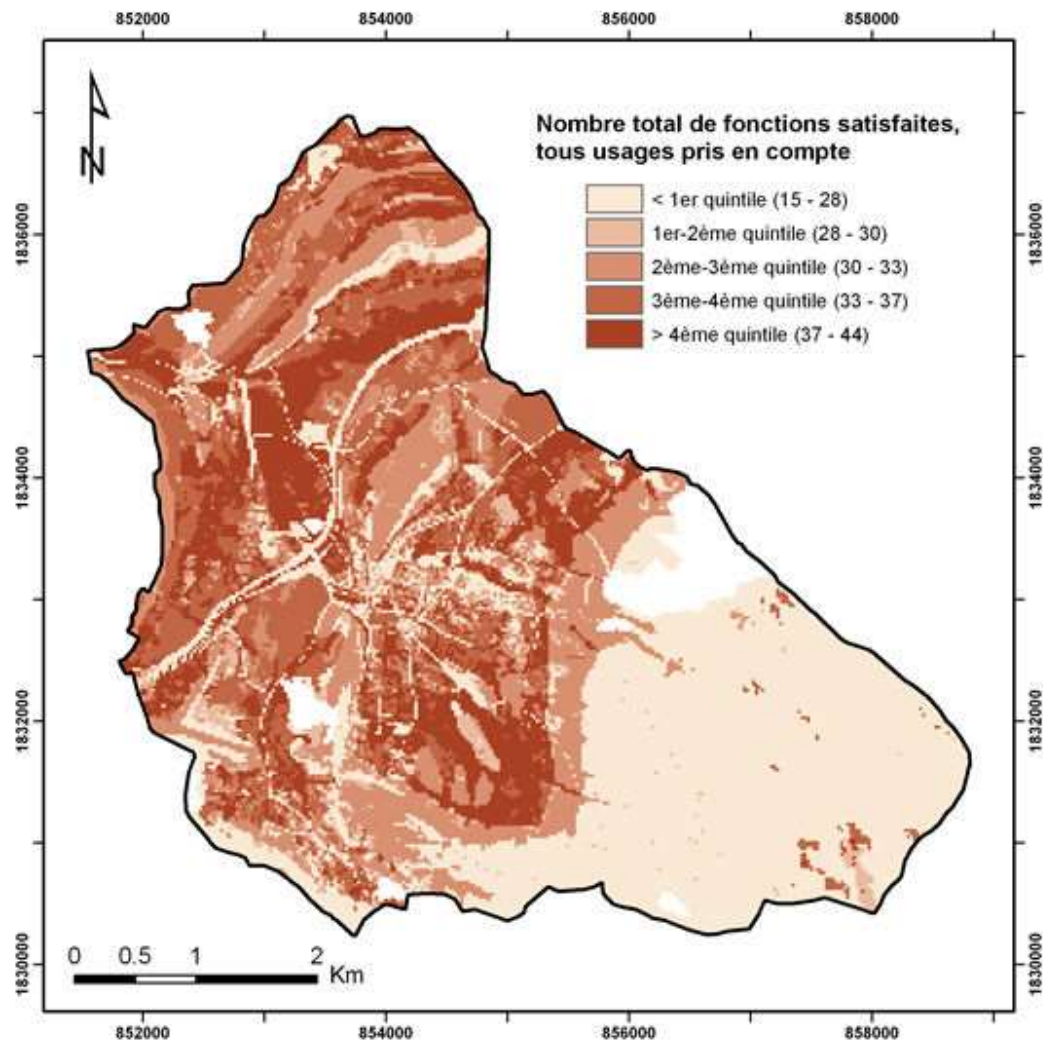 852000 854000 856000 858000
N
Nombre total de fonctions satisfaites,
tous usages pris en compte
< 1er quintile (15 - 28)
1er-2ème quintile (28 - 30)
2ème-3ème quintile (30 - 33)
3ème-4ème quintile (33 - 37)
> 4ème quintile (37 - 44)
1836000 1836000
1834000 1834000
1832000 1832000
1830000 1830000
0 0.5 1 2
Km
852000 854000 856000 858000